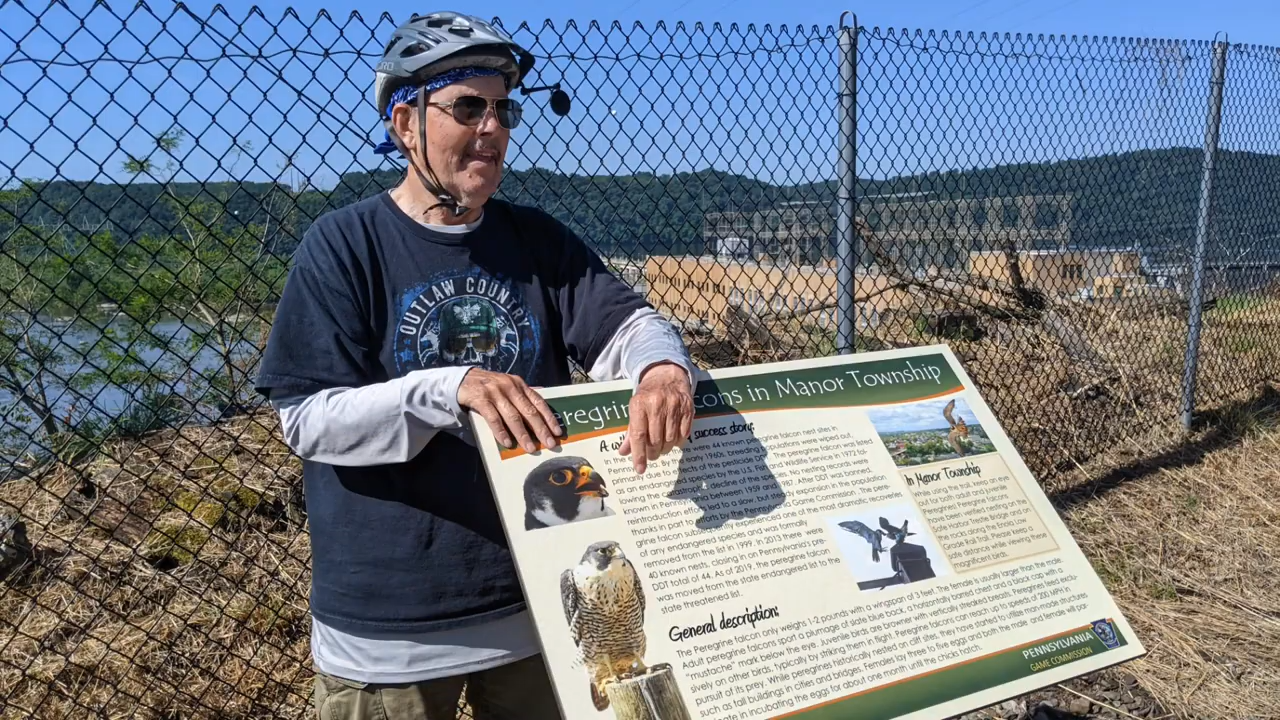 OUTLAW COUNTRY
Peregrin cons in Manor Township
A wi success story:
In the ere were 44 known peregrine falcon nest sites in
Pennsylvania. By the early 1960s, breeding populations were wiped out,
primarily due to effects of the pesticide The peregrine falcon was listed
as an endangered species by the U.S. Fish and Wildlife Service in 1972 fol-
lowing the catastrophic decline of the species. No nesting records were
known in Pennsylvania between 1959 and 1987. After DDT was banned,
reintroduction efforts led to a slow, but steady expansion in the population,
thanks in part to efforts by the Pennsylvania Game Commission. The pere-
grine falcon subsequently experienced one of the most dramatic recoveries
of any endangered species and was formally
removed from the list in 1999. In 2013 there were
40 known nests, closing in on Pennsylvania's pre-
DDT total of 44. As of 2019, the peregrine falcon
was moved from the state endangered list to the
state threatened list.
In Manor Township
While using the trail, keep an eye
out for both adult and juvenile
Peregrines! Peregrine Falcons
have been verified nesting on the
Safe Harbor Trestle Bridge and on
the rocks along the Enola Low
Grade Rail Trail. Please keep a
safe distance while viewing these
magnificent birds.
General description:
The Peregrine Falcon only weighs 1-2 pounds with a wingspan of 3 feet. The female is usually larger than the male.
Adult peregrine falcons sport a plumage of slate blue back, a horizontally barred chest and a black cap with a
"mustache" mark below the eye. Juvenile birds are browner with vertically streaked breasts. Peregrines feed exclu-
sively on other birds, typically by striking them in flight. Peregrine falcons can reach up to speeds of 200 MPH in
pursuit of its prey. While peregrines historically nested on cliff sites, they have started to utilize man-made structures
such as tall buildings in cities and bridges. Females lay three to five eggs and both the male and female will par-
ate in incubating the eggs for about one month until the chicks hatch.
PENNSYLVANIA
GAME COMMISSION